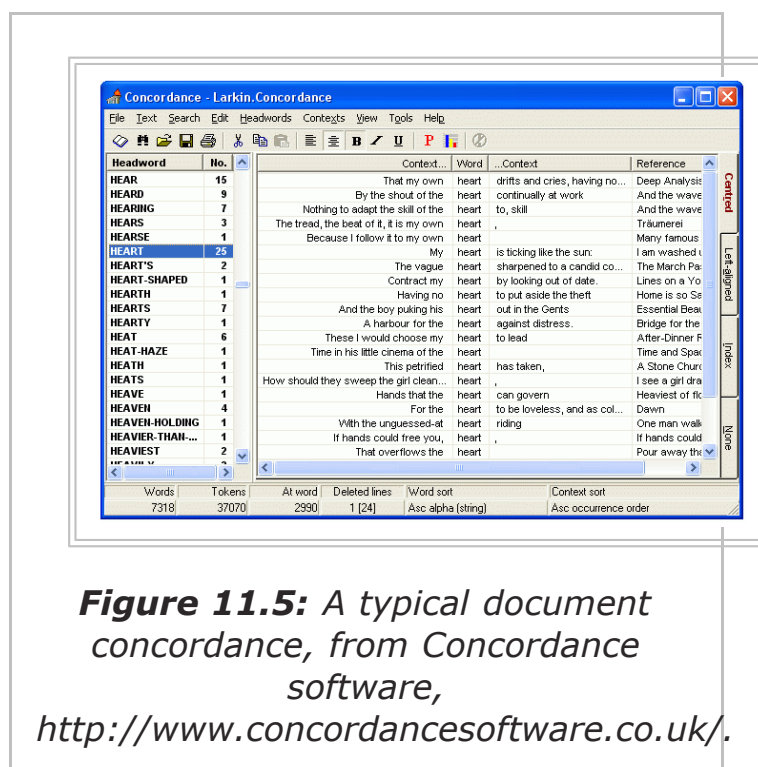 Concordance - Larkin.Concordance
File Text Search Edit Headwords Contexts View Tools Help
B I U P
Headword No.
HEAR 15
HEARD 9
HEARING 7
HEARS 3
HEARSE 1
HEART 25
HEART'S 2
HEART-SHAPED 1
HEARTH 1
HEARTS 7
HEARTY 1
HEAT 6
HEAT-HAZE 1
HEATH 1
HEATS 1
HEAVE 1
HEAVEN 4
HEAVEN-HOLDING 1
HEAVIER-THAN-... 1
HEAVIEST 2
Context... Word ...Context Reference
That my own heart drifts and cries, having no... Deep Analysis
By the shout of the heart continually at work And the wave
Nothing to adapt the skill of the heart to, skill And the wave
The tread, the beat of it, it is my own heart , Träumerei
Because I follow it to my own heart Many famous
My heart is ticking like the sun: I am washed u
The vague heart sharpened to a candid co... The March Pa
Contract my heart by looking out of date. Lines on a Yo
Having no heart to put aside the theft Home is so Sa
And the boy puking his heart out in the Gents Essential Beau
A harbour for the heart against distress. Bridge for the
These I would choose my heart to lead After-Dinner R
Time in his little cinema of the heart Time and Spac
This petrified heart has taken, A Stone Churc
How should they sweep the girl clean... heart , I see a girl dra
Hands that the heart can govern Heaviest of flo
For the heart to be loveless, and as col... Dawn
With the unguessed-at heart riding One man walk
If hands could free you, heart , If hands could
That overflows the heart Pour away tha
Centred
Left-aligned
Index
None
Words Tokens At word Deleted lines Word sort Context sort
7318 37070 2990 1 [24] Asc alpha (string) Asc occurrence order
Figure 11.5: A typical document
concordance, from Concordance
software,
http://www.concordancesoftware.co.uk/.